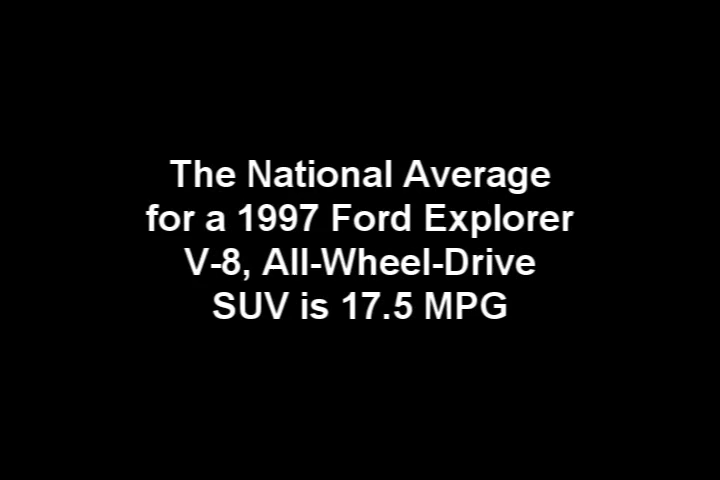 The National Average
for a 1997 Ford Explorer
V-8, All-Wheel-Drive
SUV is 17.5 MPG